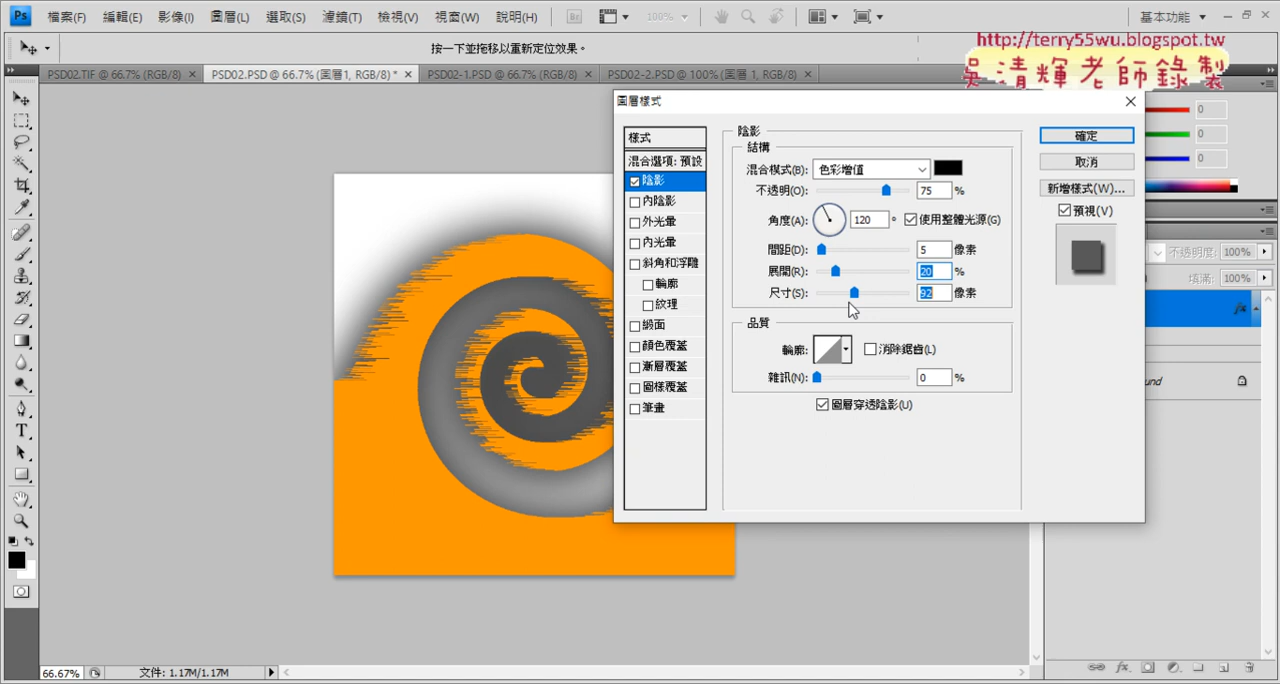 Ps 檔案(F) 編輯(E) 影像(I) 圖層(L) 選取(S) 濾鏡(T) 檢視(V) 視窗(W) 說明(H) Br 100% 基本功能
按一下並拖移以重新定位效果。
http://terry55wu.blogspot.tw
吳清輝老師錄製
PSD02.TIF @ 66.7% (RGB/8) × PSD02.PSD @ 66.7% (圖層1, RGB/8) * × PSD02-1.PSD @ 66.7% (RGB/8) × PSD02-2.PSD @ 100% (圖層 1, RGB/8) ×
圖層樣式
樣式
混合選項: 預設
陰影
內陰影
外光暈
內光暈
斜角和浮雕
輪廓
紋理
緞面
顏色覆蓋
漸層覆蓋
圖樣覆蓋
筆畫
陰影
結構
混合模式(B): 色彩增值
不透明(O): 75 %
角度(A): 120 ° 使用整體光源(G)
間距(D): 5 像素
展開(R): 20 %
尺寸(S): 92 像素
品質
輪廓: 消除鋸齒(L)
雜訊(N): 0 %
圖層穿透陰影(U)
確定
取消
新增樣式(W)...
預視(V)
0
0
0
不透明度: 100%
填滿: 100%
fx
ound
T
66.67% 文件: 1.17M/1.17M
fx